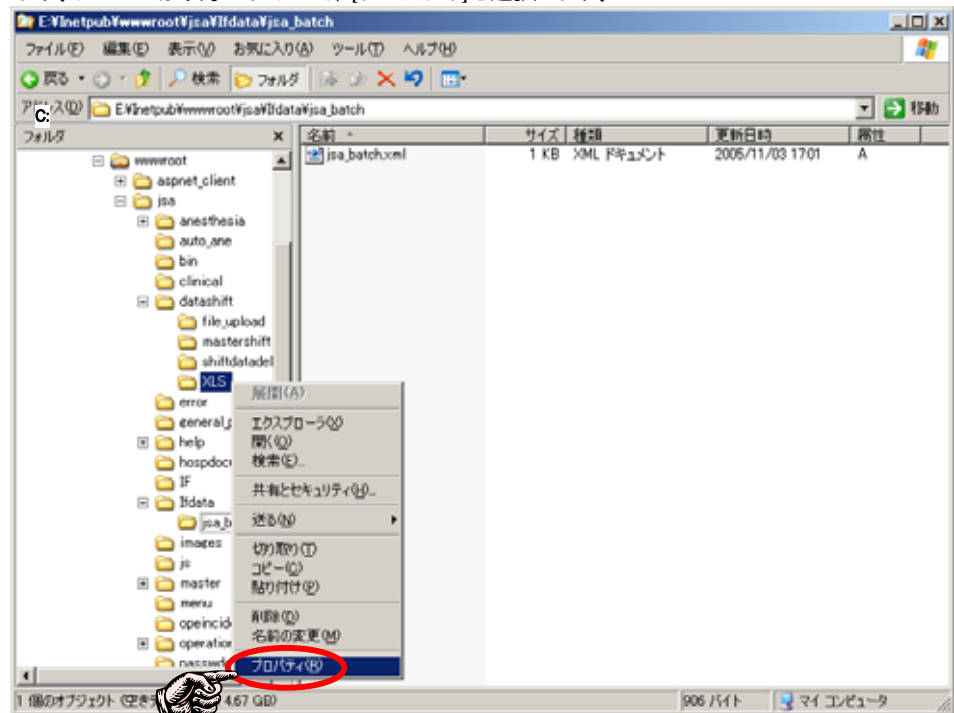 E:¥Inetpub¥wwwroot¥jsa¥Ifdata¥jsa_batch
ファイル(F) 編集(E) 表示(V) お気に入り(A) ツール(T) ヘルプ(H)
戻る 検索 フォルダ
C:
E:¥Inetpub¥wwwroot¥jsa¥Ifdata¥jsa_batch 移動
フォルダ x 名前 サイズ 種類 更新日時 属性
jsa_batch.xml 1 KB XML ドキュメント 2005/11/03 17:01 A
wwwroot
aspnet_client
jsa
anesthesia
auto_ane
bin
clinical
datashift
file_upload
mastershift
shiftdatadel
XLS
error
help
IF
Ifdata
jsa_b
images
js
master
menu
opeincid
operation
展開(A)
エクスプローラ(X)
開く(O)
検索(E)...
共有とセキュリティ(H)...
送る(N)
切り取り(T)
コピー(C)
貼り付け(P)
削除(D)
名前の変更(M)
プロパティ(R)
1 個のオブジェクト 4.67 GB) 906 バイト マイ コンピュータ